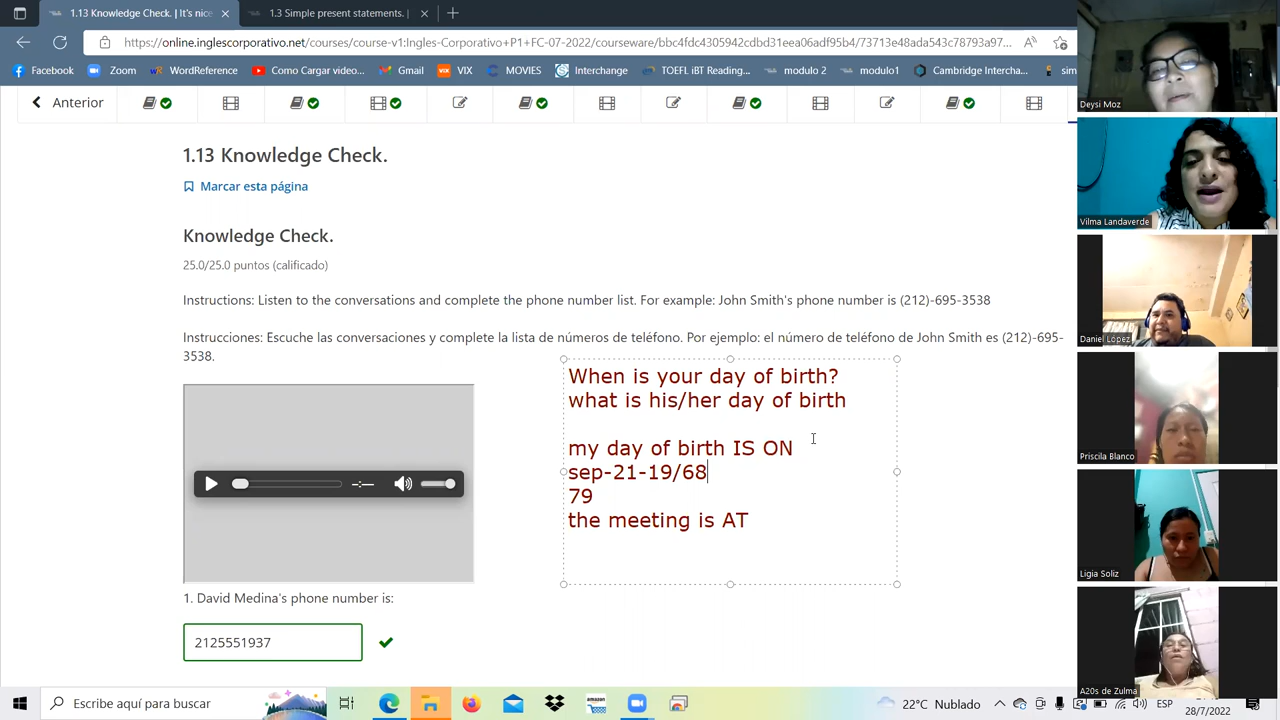 1.13 Knowledge Check. | It's nice
1.3 Simple present statements. |
https://online.inglescorporativo.net/courses/course-v1:Ingles-Corporativo+P1+FC-07-2022/courseware/bbc4fdc4305942cdbd31eea06adf95b4/73713e48ada543c78793a97...
Facebook
Zoom
WordReference
Como Cargar video...
Gmail
VIX
MOVIES
Interchange
TOEFL iBT Reading...
modulo 2
modulo1
Cambridge Intercha...
sim
Anterior
1.13 Knowledge Check.
Marcar esta página
Knowledge Check.
25.0/25.0 puntos (calificado)
Instructions: Listen to the conversations and complete the phone number list. For example: John Smith's phone number is (212)-695-3538
Instrucciones: Escuche las conversaciones y complete la lista de números de teléfono. Por ejemplo: el número de teléfono de John Smith es (212)-695-
3538.
When is your day of birth?
what is his/her day of birth
my day of birth IS ON
sep-21-19/68
79
the meeting is AT
1. David Medina's phone number is:
2125551937
Deysi Moz
Vilma Landaverde
Daniel López
Priscila Blanco
Ligia Soliz
A20s de Zulma
Escribe aquí para buscar
amazon
22°C Nublado
ESP
28/7/2022